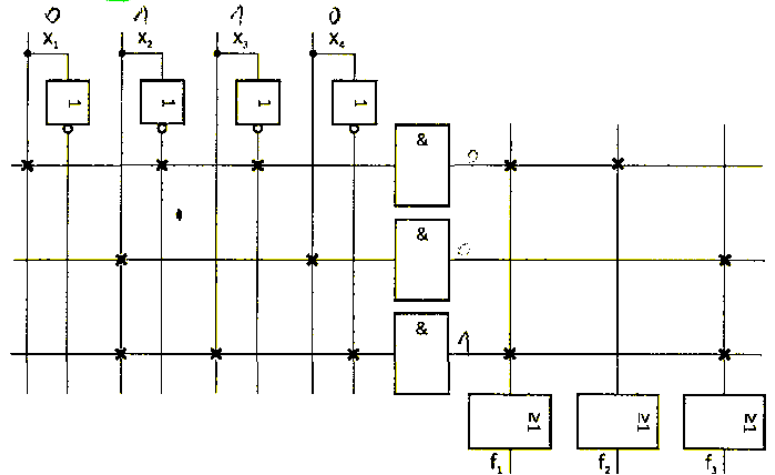 0 1 1 0
X₁ X₂ X₃ X₄
1 1 1 1
&
0
&
0
&
1
≥1 ≥1 ≥1
f₁ f₂ f₃